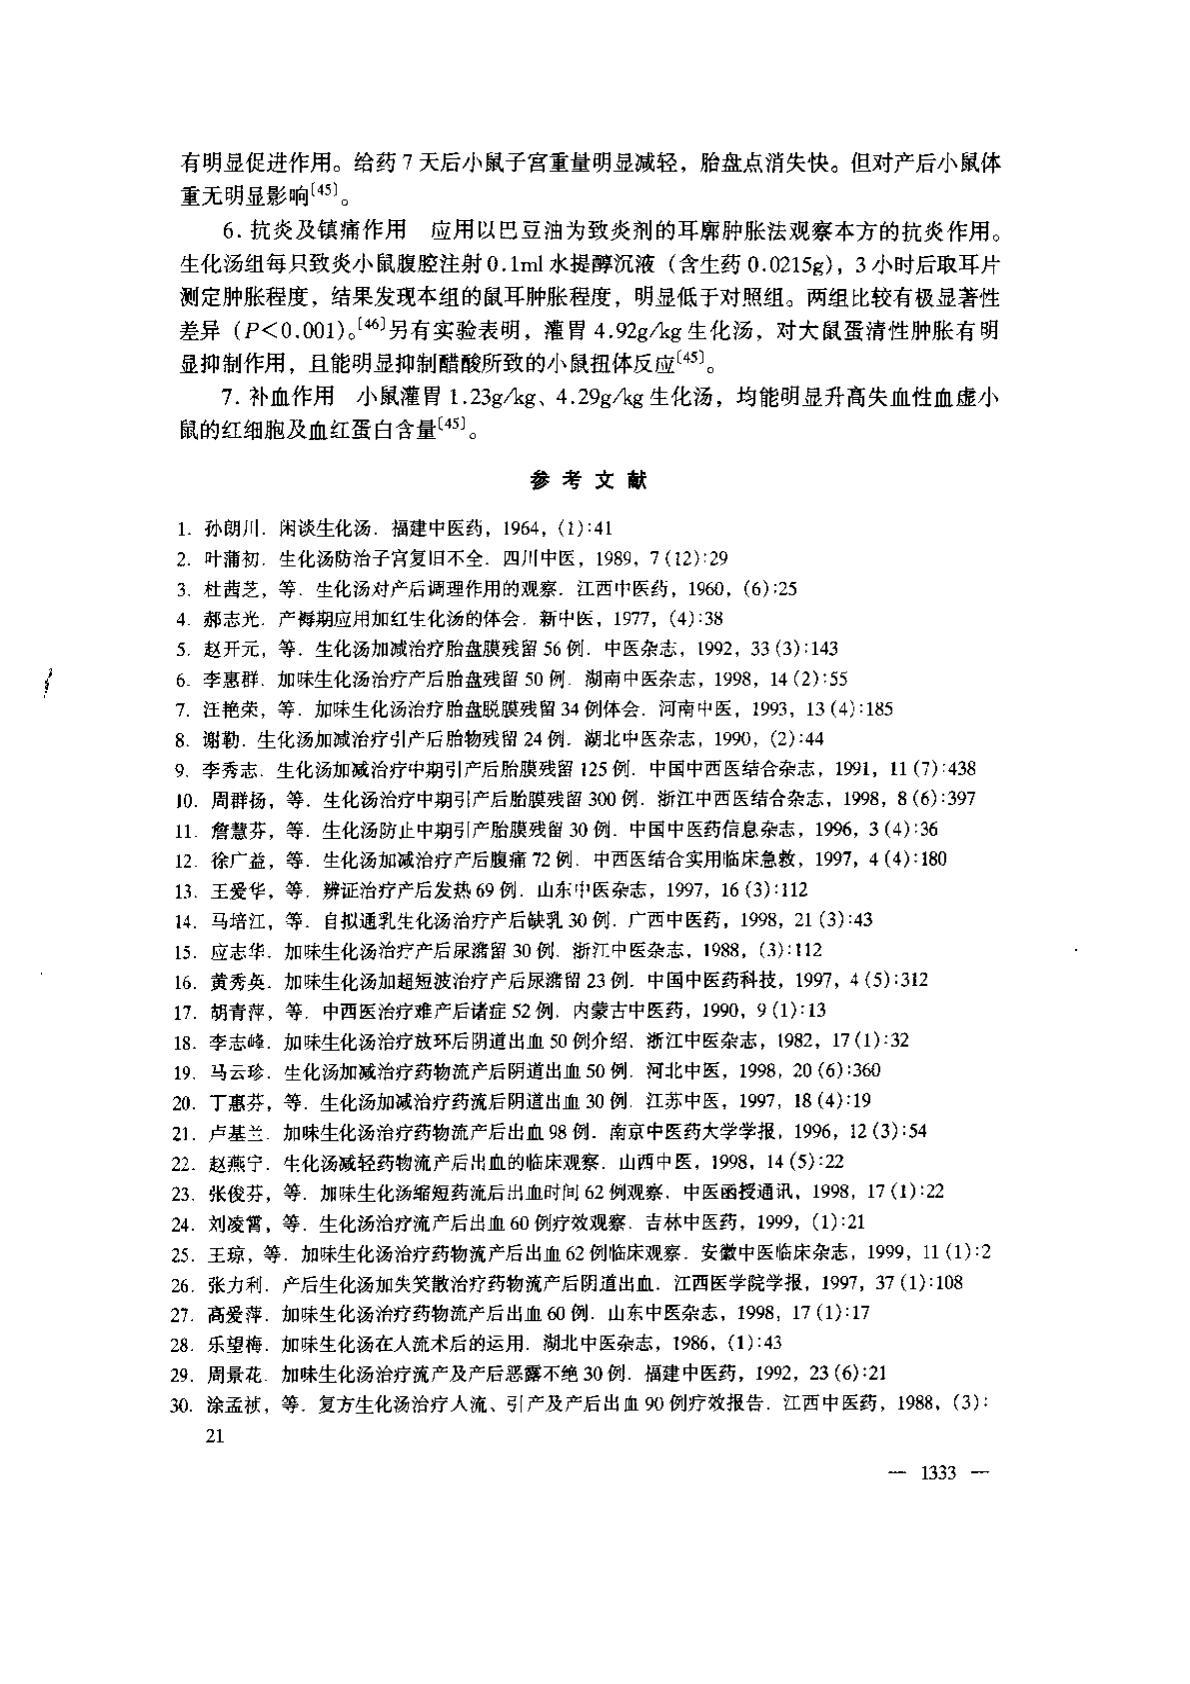 有明显促进作用。给药7天后小鼠子宫重量明显减轻，胎盘点消失快。但对产后小鼠体
重无明显影响〔45〕。
6. 抗炎及镇痛作用　应用以巴豆油为致炎剂的耳廓肿胀法观察本方的抗炎作用。
生化汤组每只致炎小鼠腹腔注射0.1ml水提醇沉液（含生药0.0215g），3小时后取耳片
测定肿胀程度，结果发现本组的鼠耳肿胀程度，明显低于对照组。两组比较有极显著性
差异（P<0.001）。〔46〕另有实验表明，灌胃4.92g/kg生化汤，对大鼠蛋清性肿胀有明
显抑制作用，且能明显抑制醋酸所致的小鼠扭体反应〔45〕。
7. 补血作用　小鼠灌胃1.23g/kg、4.29g/kg生化汤，均能明显升高失血性血虚小
鼠的红细胞及血红蛋白含量〔45〕。
参 考 文 献
1. 孙朗川. 闲谈生化汤. 福建中医药，1964，(1):41
2. 叶蒲初. 生化汤防治子宫复旧不全. 四川中医，1989，7 (12):29
3. 杜茜芝，等. 生化汤对产后调理作用的观察. 江西中医药，1960，(6):25
4. 郝志光. 产褥期应用加红生化汤的体会. 新中医，1977，(4):38
5. 赵开元，等. 生化汤加减治疗胎盘膜残留56例. 中医杂志，1992，33 (3):143
6. 李惠群. 加味生化汤治疗产后胎盘残留50例. 湖南中医杂志，1998，14 (2):55
7. 汪艳荣，等. 加味生化汤治疗胎盘脱膜残留34例体会. 河南中医，1993，13 (4):185
8. 谢勒. 生化汤加减治疗引产后胎物残留24例. 湖北中医杂志，1990，(2):44
9. 李秀志. 生化汤加减治疗中期引产后胎膜残留125例. 中国中西医结合杂志，1991，11 (7):438
10. 周群扬，等. 生化汤治疗中期引产后胎膜残留300例. 浙江中西医结合杂志，1998，8 (6):397
11. 詹慧芬，等. 生化汤防止中期引产胎膜残留30例. 中国中医药信息杂志，1996，3 (4):36
12. 徐广益，等. 生化汤加减治疗产后腹痛72例. 中西医结合实用临床急救，1997，4 (4):180
13. 王爱华，等. 辨证治疗产后发热69例. 山东中医杂志，1997，16 (3):112
14. 马培江，等. 自拟通乳生化汤治疗产后缺乳30例. 广西中医药，1998，21 (3):43
15. 应志华. 加味生化汤治疗产后尿潴留30例. 浙江中医杂志，1988，(3):112
16. 黄秀英. 加味生化汤加超短波治疗产后尿潴留23例. 中国中医药科技，1997，4 (5):312
17. 胡青萍，等. 中西医治疗难产后诸症52例. 内蒙古中医药，1990，9 (1):13
18. 李志峰. 加味生化汤治疗放环后阴道出血50例介绍. 浙江中医杂志，1982，17 (1):32
19. 马云珍. 生化汤加减治疗药物流产后阴道出血50例. 河北中医，1998，20 (6):360
20. 丁惠芬，等. 生化汤加减治疗药流后阴道出血30例. 江苏中医，1997，18 (4):19
21. 卢基兰. 加味生化汤治疗药物流产后出血98例. 南京中医药大学学报，1996，12 (3):54
22. 赵燕宁. 生化汤减轻药物流产后出血的临床观察. 山西中医，1998，14 (5):22
23. 张俊芬，等. 加味生化汤缩短药流后出血时间62例观察. 中医函授通讯，1998，17 (1):22
24. 刘凌霄，等. 生化汤治疗流产后出血60例疗效观察. 吉林中医药，1999，(1):21
25. 王琼，等. 加味生化汤治疗药物流产后出血62例临床观察. 安徽中医临床杂志，1999，11 (1):2
26. 张力利. 产后生化汤加失笑散治疗药物流产后阴道出血. 江西医学院学报，1997，37 (1):108
27. 高爱萍. 加味生化汤治疗药物流产后出血60例. 山东中医杂志，1998，17 (1):17
28. 乐望梅. 加味生化汤在人流术后的运用. 湖北中医杂志，1986，(1):43
29. 周景花. 加味生化汤治疗流产及产后恶露不绝30例. 福建中医药，1992，23 (6):21
30. 涂孟祯，等. 复方生化汤治疗人流、引产及产后出血90例疗效报告. 江西中医药，1988，(3):
21
— 1333 —